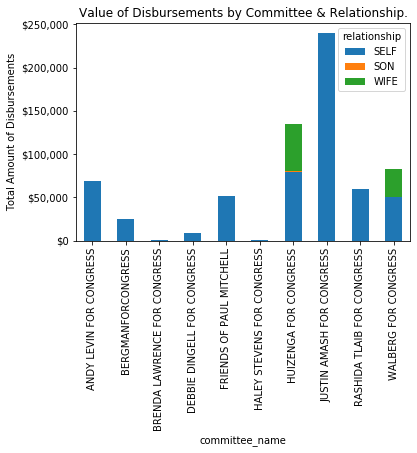 Value of Disbursements by Committee & Relationship.
$250,000
$200,000
$150,000
$100,000
$50,000
$0
Total Amount of Disbursements
relationship
SELF
SON
WIFE
ANDY LEVIN FOR CONGRESS
BERGMANFORCONGRESS
BRENDA LAWRENCE FOR CONGRESS
DEBBIE DINGELL FOR CONGRESS
FRIENDS OF PAUL MITCHELL
HALEY STEVENS FOR CONGRESS
HUIZENGA FOR CONGRESS
JUSTIN AMASH FOR CONGRESS
RASHIDA TLAIB FOR CONGRESS
WALBERG FOR CONGRESS
committee_name